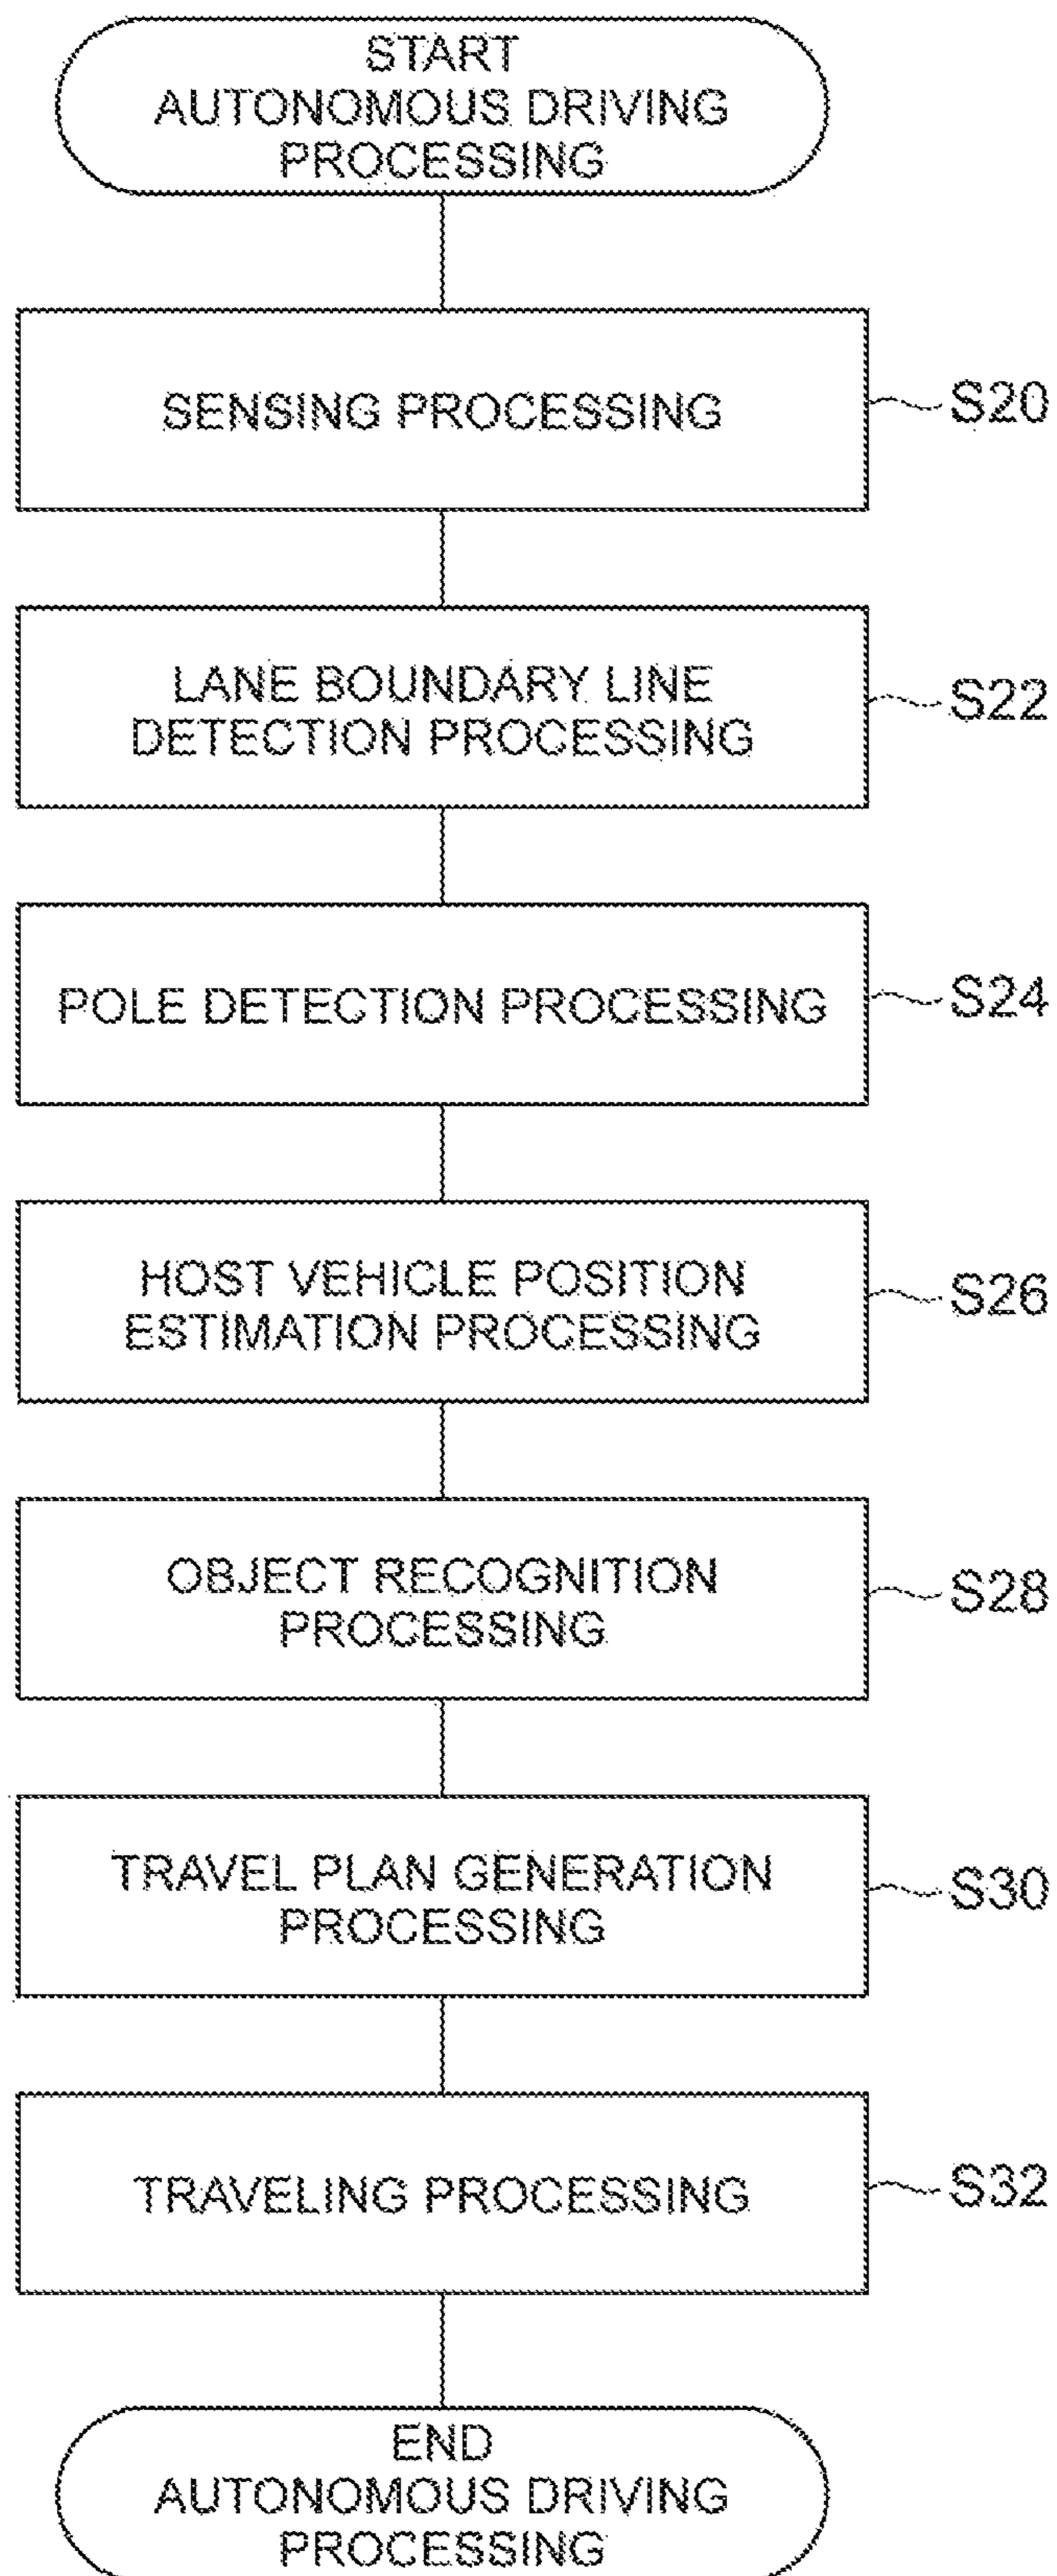 START
AUTONOMOUS DRIVING
PROCESSING
SENSING PROCESSING
S20
LANE BOUNDARY LINE
DETECTION PROCESSING
S22
POLE DETECTION PROCESSING
S24
HOST VEHICLE POSITION
ESTIMATION PROCESSING
S26
OBJECT RECOGNITION
PROCESSING
S28
TRAVEL PLAN GENERATION
PROCESSING
S30
TRAVELING PROCESSING
S32
END
AUTONOMOUS DRIVING
PROCESSING